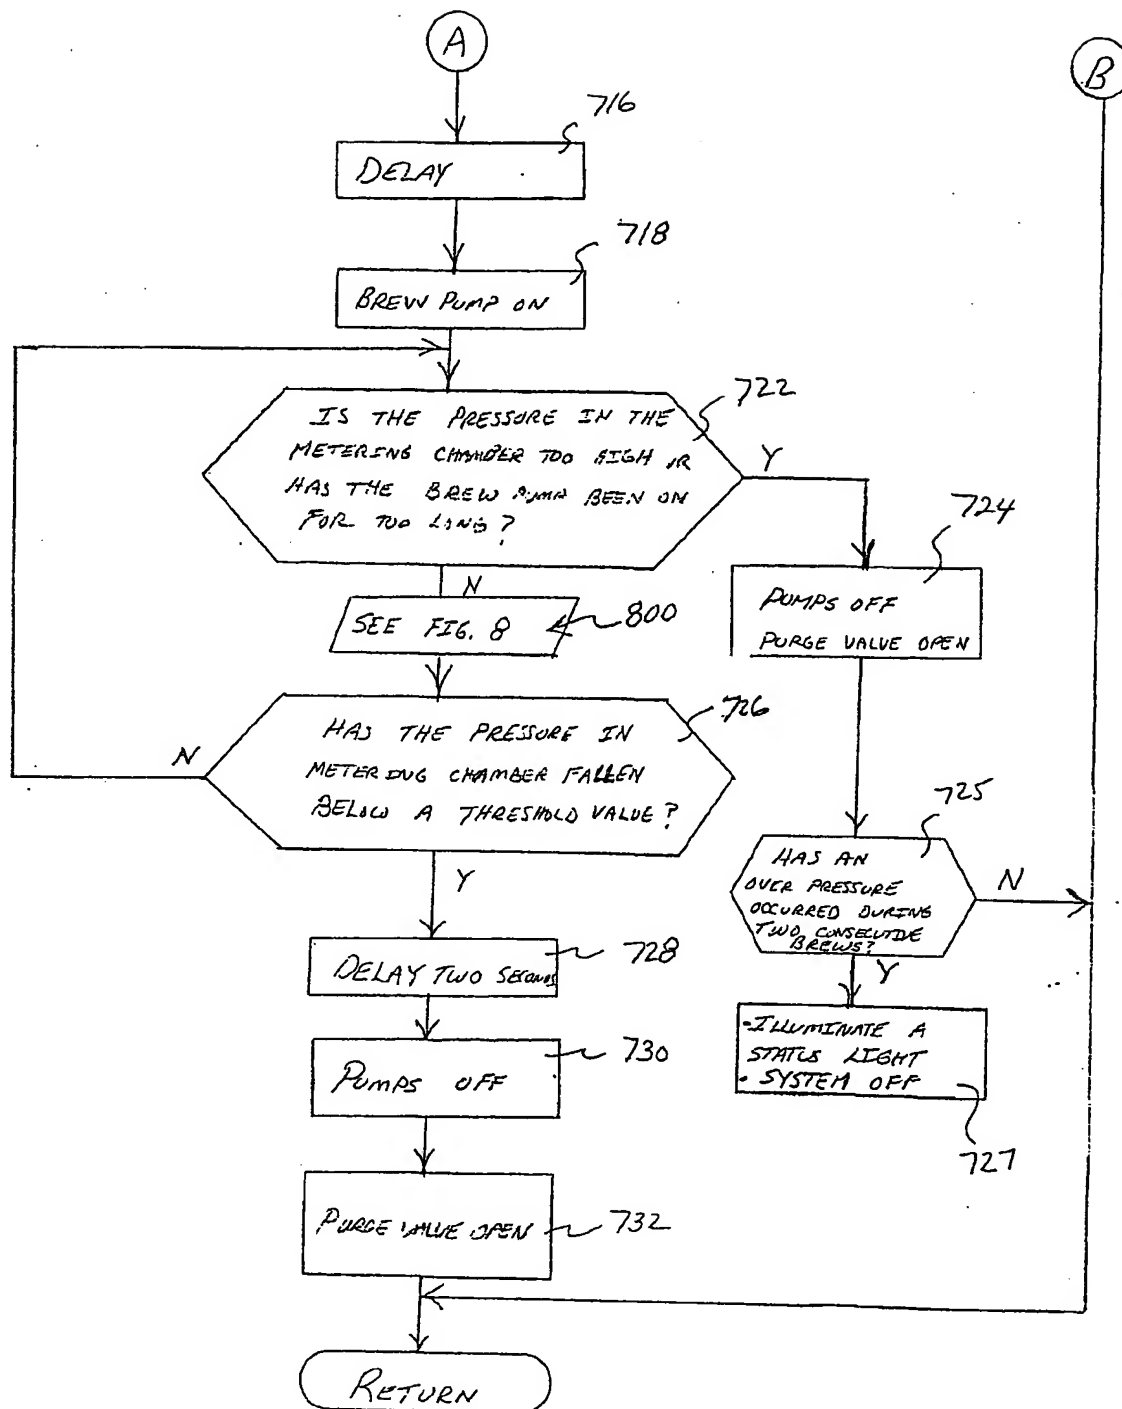 A
B
716
DELAY
718
BREW PUMP ON
722
IS THE PRESSURE IN THE
METERING CHAMBER TOO HIGH OR
HAS THE BREW PUMP BEEN ON
FOR TOO LONG?
Y
N
724
PUMPS OFF
PURGE VALUE OPEN
SEE FIG. 8
800
726
HAS THE PRESSURE IN
METERING CHAMBER FALLEN
BELOW A THRESHOLD VALUE?
N
Y
725
HAS AN
OVER PRESSURE
OCCURRED DURING
TWO CONSECUTIVE
BREWS?
N
Y
728
DELAY TWO SECONDS
727
•ILLUMINATE A
STATUS LIGHT
• SYSTEM OFF
730
PUMPS OFF
732
PURGE VALUE OPEN
RETURN